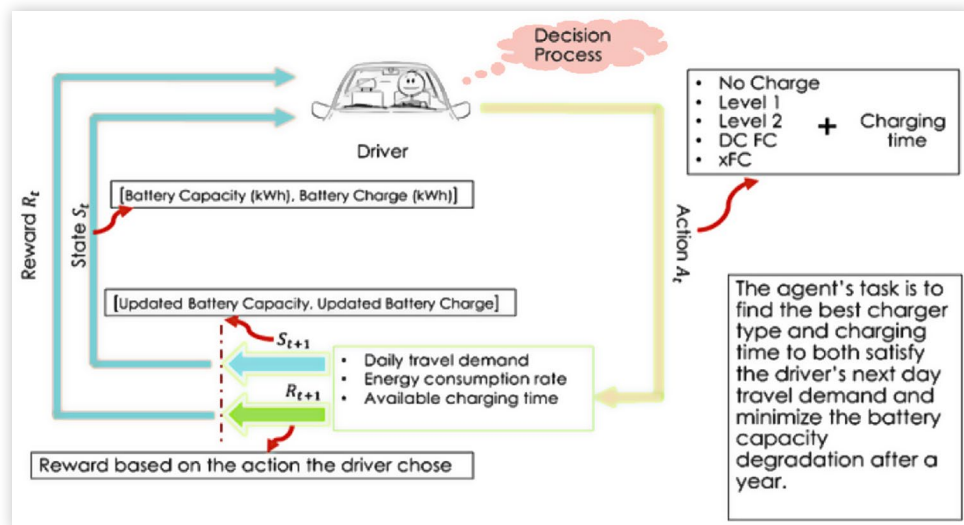 Decision
Process
Driver
• No Charge
• Level 1
• Level 2
• DC FC
• xFC
+
Charging
time
[Battery Capacity (kWh), Battery Charge (kWh)]
Reward Rₜ
State Sₜ
Action Aₜ
[Updated Battery Capacity, Updated Battery Charge]
Sₜ₊₁
Rₜ₊₁
• Daily travel demand
• Energy consumption rate
• Available charging time
Reward based on the action the driver chose
The agent's task is to
find the best charger
type and charging
time to both satisfy
the driver's next day
travel demand and
minimize the battery
capacity
degradation after a
year.